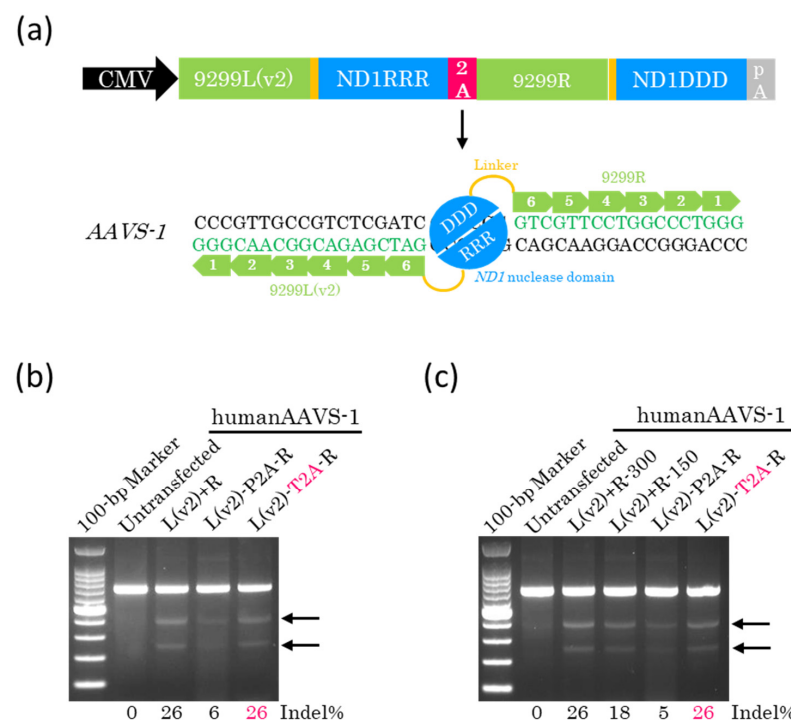 (a)
CMV 9299L(v2) ND1RRR 2A 9299R ND1DDD pA
Linker
9299R
6 5 4 3 2 1
AAVS-1
CCCGTTGCCGTCTCGATC DDD GTCGTTCCTGGCCCTGGG
GGGCAACGGCAGAGCTAG RRR CAGCAAGGACCGGGACCC
1 2 3 4 5 6
9299L(v2)
ND1 nuclease domain
(b)
humanAAVS-1
100-bp Marker
Untransfected
L(v2)+R
L(v2)-P2A-R
L(v2)-T2A-R
0 26 6 26 Indel%
(c)
humanAAVS-1
100-bp Marker
Untransfected
L(v2)+R-300
L(v2)+R-150
L(v2)-P2A-R
L(v2)-T2A-R
0 26 18 5 26 Indel%